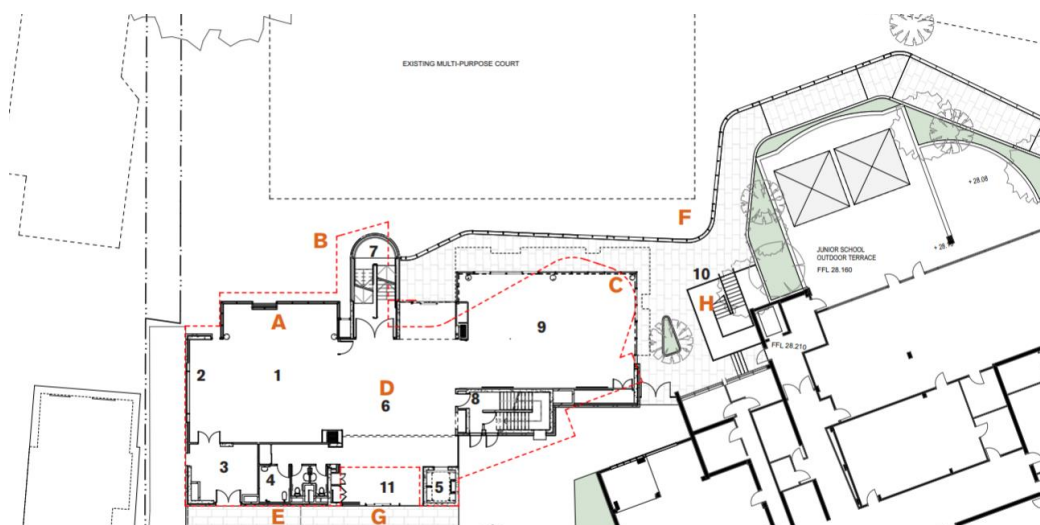 EXISTING MULTI-PURPOSE COURT
+ 28.08
F
B
7
+ 28.
JUNIOR SCHOOL
OUTDOOR TERRACE
FFL 28.160
10
C
H
A
9
FFL 28.210
2
1
D
6
8
3
4
11
5
E
G